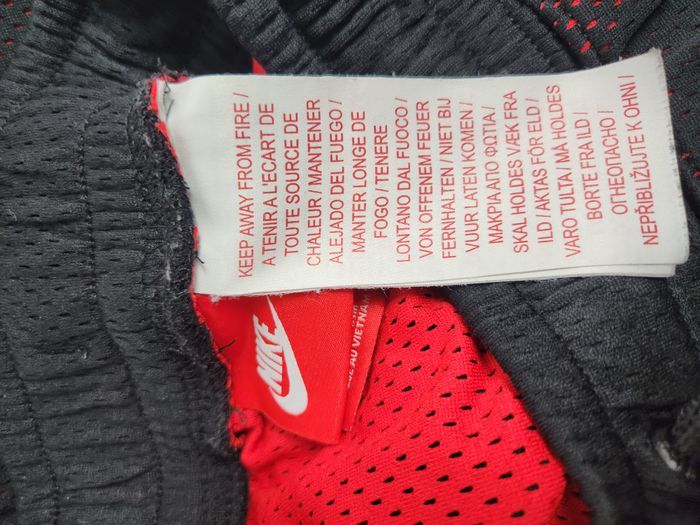 KEEP AWAY FROM FIRE /
A TENIR A L'ECART DE
TOUTE SOURCE DE
CHALEUR / MANTENER
ALEJADO DEL FUEGO /
MANTER LONGE DE
FOGO / TENERE
LONTANO DAL FUOCO /
VON OFFENEM FEUER
FERNHALTEN / NIET BIJ
VUUR LATEN KOMEN /
ΜΑΚΡΙΑ ΑΠΟ ΦΩΤΙΑ /
SKAL HOLDES VÆK FRA
ILD / AKTAS FÖR ELD /
VARO TULTA / MÅ HOLDES
BORTE FRA ILD /
ОГНЕОПАСНО /
NEPŘIBLIŽUJTE K OHNI /
NIKE
AU VIETNAM